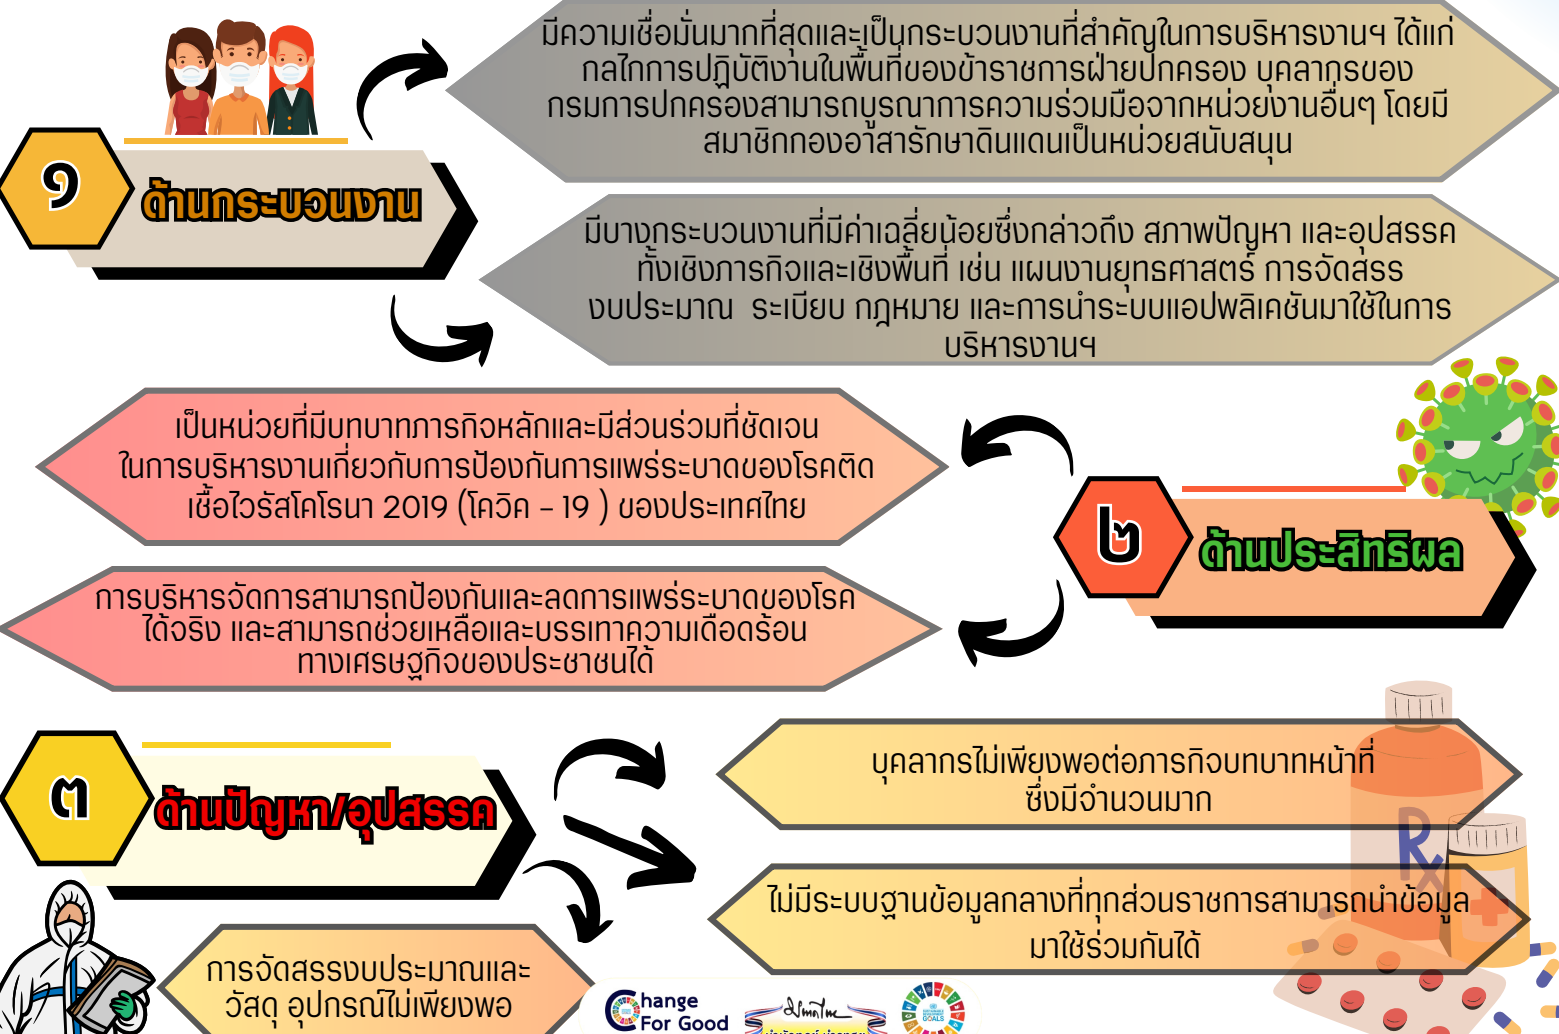 มีความเชื่อมั่นมากที่สุดและเป็นกระบวนงานที่สำคัญในการบริหารงานฯ ได้แก่
กลไกการปฏิบัติงานในพื้นที่ของข้าราชการฝ่ายปกครอง บุคลากรของ
กรมการปกครองสามารถบูรณาการความร่วมมือจากหน่วยงานอื่นๆ โดยมี
สมาชิกกองอาสารักษาดินแดนเป็นหน่วยสนับสนุน
๑
ด้านกระบวนงาน
มีบางกระบวนงานที่มีค่าเฉลี่ยน้อยซึ่งกล่าวถึง สภาพปัญหา และอุปสรรค
ทั้งเชิงภารกิจและเชิงพื้นที่ เช่น แผนงานยุทธศาสตร์ การจัดสรร
งบประมาณ ระเบียบ กฎหมาย และการนำระบบแอปพลิเคชันมาใช้ในการ
บริหารงานฯ
เป็นหน่วยที่มีบทบาทภารกิจหลักและมีส่วนร่วมที่ชัดเจน
ในการบริหารงานเกี่ยวกับการป้องกันการแพร่ระบาดของโรคติด
เชื้อไวรัสโคโรนา 2019 (โควิค – 19 ) ของประเทศไทย
๒
ด้านประสิทธิผล
การบริหารจัดการสามารถป้องกันและลดการแพร่ระบาดของโรค
ได้จริง และสามารถช่วยเหลือและบรรเทาความเดือดร้อน
ทางเศรษฐกิจของประชาชนได้
๓
ด้านปัญหา/อุปสรรค
บุคลากรไม่เพียงพอต่อภารกิจบทบาทหน้าที่
ซึ่งมีจำนวนมาก
Rx
ไม่มีระบบฐานข้อมูลกลางที่ทุกส่วนราชการสามารถนำข้อมูล
มาใช้ร่วมกันได้
การจัดสรรงบประมาณและ
วัสดุ อุปกรณ์ไม่เพียงพอ
Change
For Good
GOALS